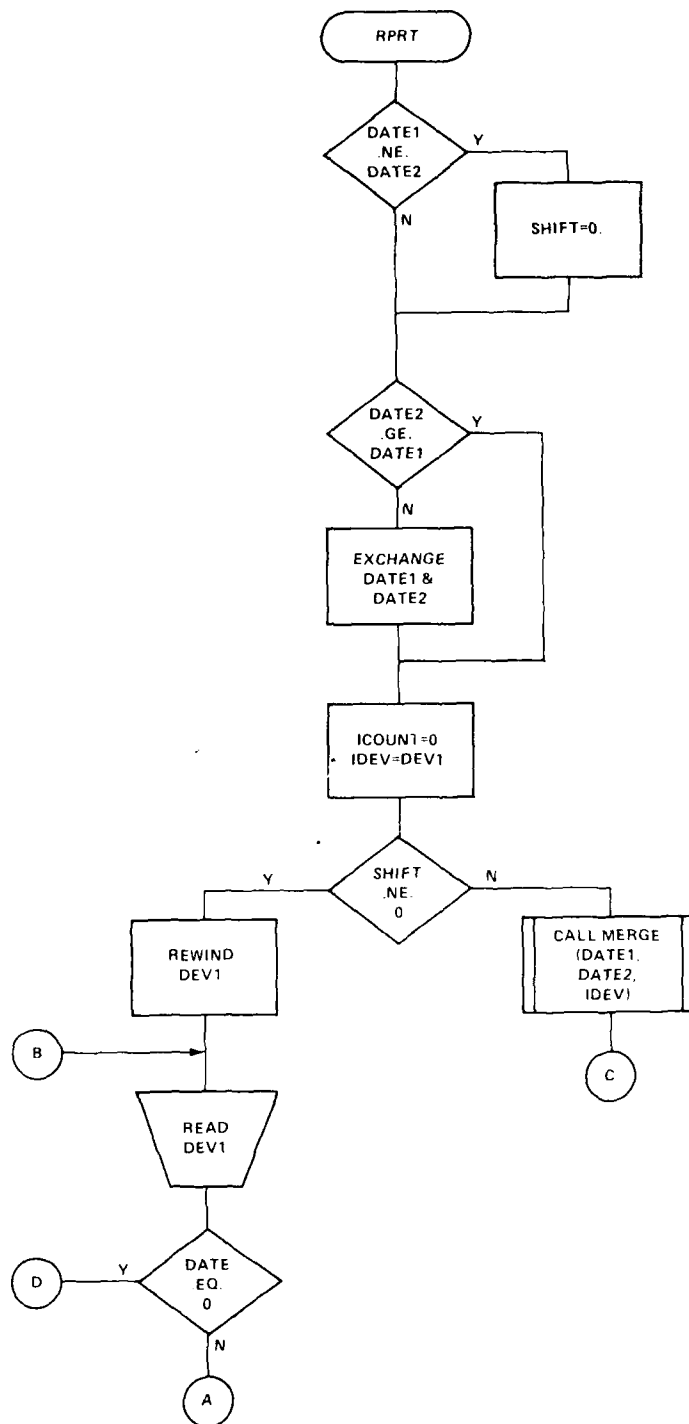 RPRT
DATE1
.NE.
DATE2
Y
N
SHIFT=0.
DATE2
.GE.
DATE1
Y
N
EXCHANGE
DATE1 &
DATE2
ICOUNT=0
IDEV=DEV1
SHIFT
.NE.
0
Y
N
REWIND
DEV1
CALL MERGE
(DATE1,
DATE2,
IDEV)
B
C
READ
DEV1
DATE
.EQ.
0
Y
D
N
A